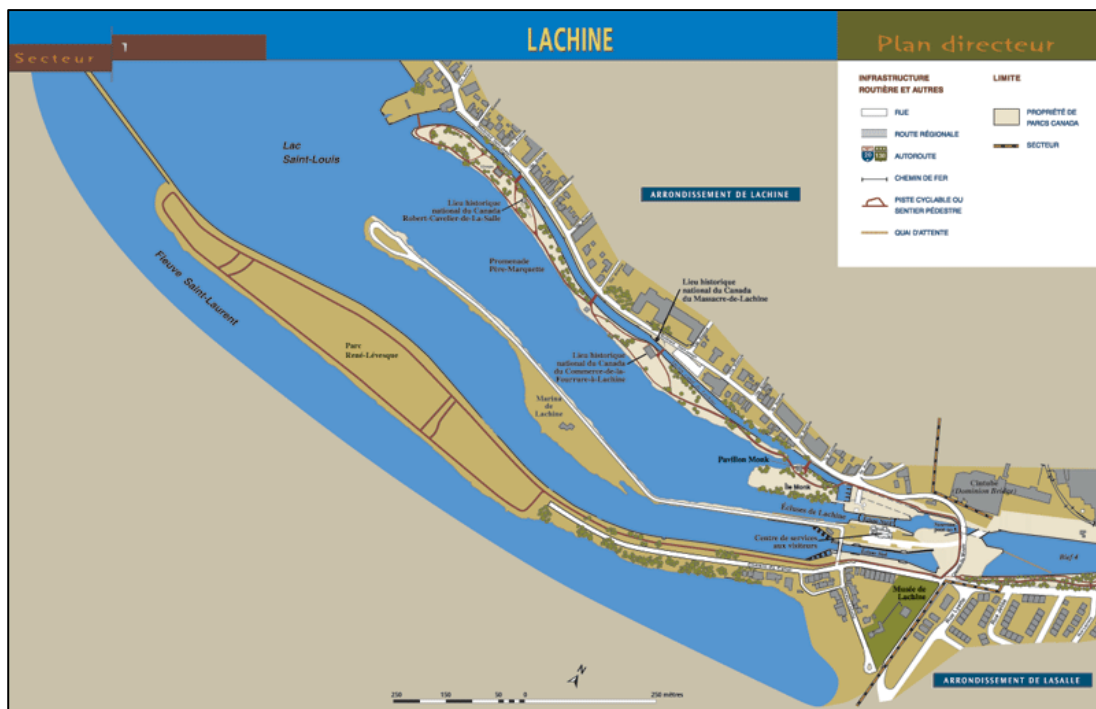 LACHINE
Plan directeur
Secteur
INFRASTRUCTURE
ROUTIÈRE ET AUTRES
RUE
ROUTE RÉGIONALE
AUTOROUTE
CHEMIN DE FER
PISTE CYCLABLE OU
SENTIER PÉDESTRE
QUAI D'ATTENTE
LIMITE
PROPRIÉTÉ DE
PARCS CANADA
SECTEUR
Lac
Saint-Louis
ARRONDISSEMENT DE LACHINE
Lieu historique
national du Canada
Robert-Cavelier-de-La-Salle
Promenade
Père-Marquette
Fleuve Saint-Laurent
Lieu historique
national du Canada
du Massacre-de-Lachine
Parc
René-Lévesque
Lieu historique
national du Canada
du Commerce-de-la-
Fourrure-à-Lachine
Marina
de
Lachine
Pavillon Monk
Île Monk
Cintube
(Dominion Bridge)
Écluses de Lachine
Centre de services
aux visiteurs
Bief 4
Musée de
Lachine
ARRONDISSEMENT DE LASALLE
N
250 150 50 0 250 mètres